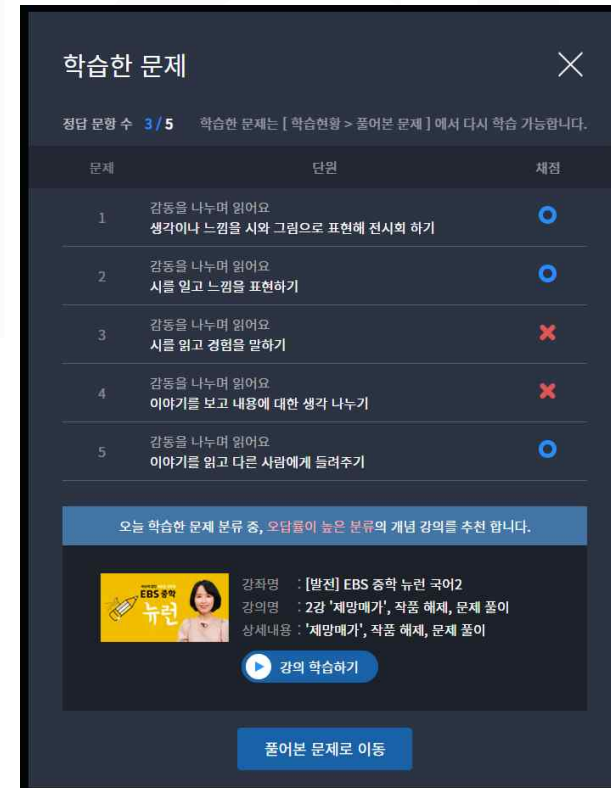 학습한 문제
정답 문항 수 3 / 5 학습한 문제는 [ 학습현황 > 풀어본 문제 ] 에서 다시 학습 가능합니다.
문제 단원 채점
1 감동을 나누며 읽어요
생각이나 느낌을 시와 그림으로 표현해 전시회 하기
2 감동을 나누며 읽어요
시를 일고 느낌을 표현하기
3 감동을 나누며 읽어요
시를 읽고 경험을 말하기
4 감동을 나누며 읽어요
이야기를 보고 내용에 대한 생각 나누기
5 감동을 나누며 읽어요
이야기를 읽고 다른 사람에게 들려주기
오늘 학습한 문제 분류 중, 오답률이 높은 분류의 개념 강의를 추천 합니다.
EBS 중학
뉴런
강좌명 : [발전] EBS 중학 뉴런 국어2
강의명 : 2강 '제망매가', 작품 해제, 문제 풀이
상세내용 : '제망매가', 작품 해제, 문제 풀이
강의 학습하기
풀어본 문제로 이동